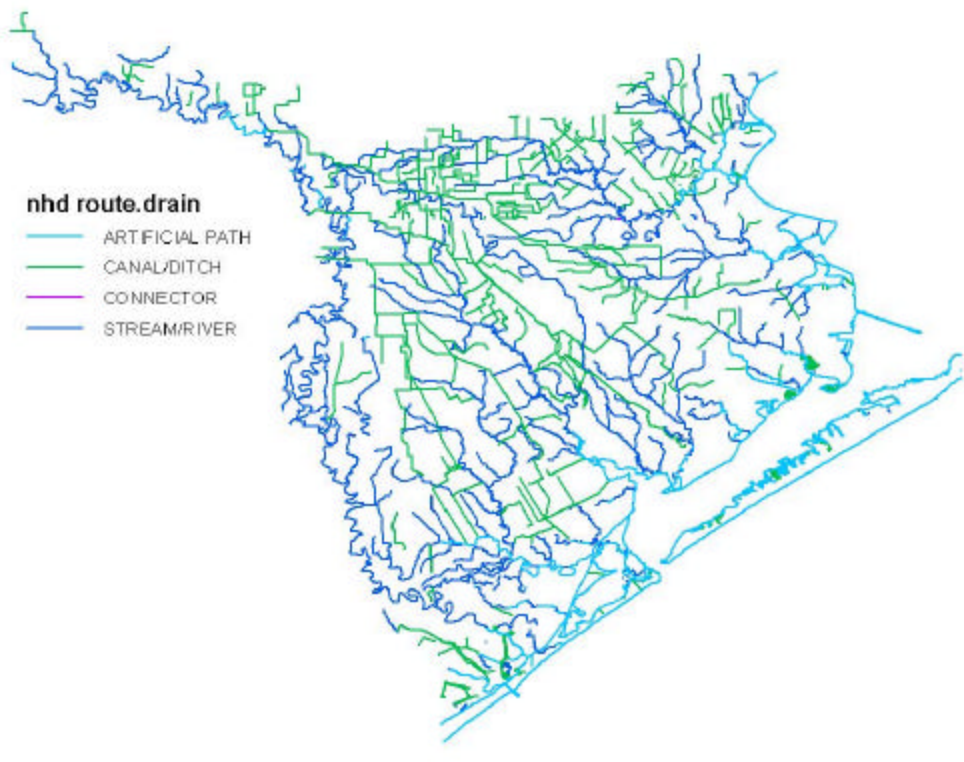 nhd route.drain
ARTIFICIAL PATH
CANAL/DITCH
CONNECTOR
STREAM/RIVER